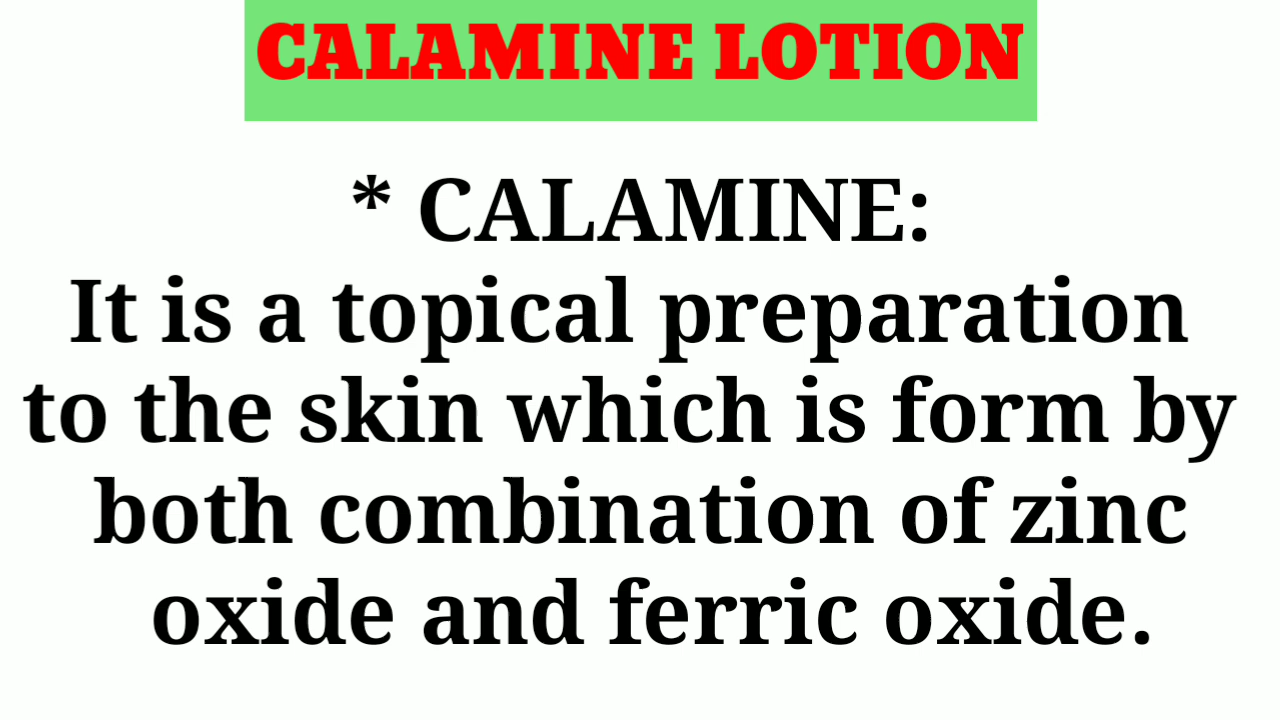 CALAMINE LOTION
* CALAMINE:
It is a topical preparation
to the skin which is form by
both combination of zinc
oxide and ferric oxide.